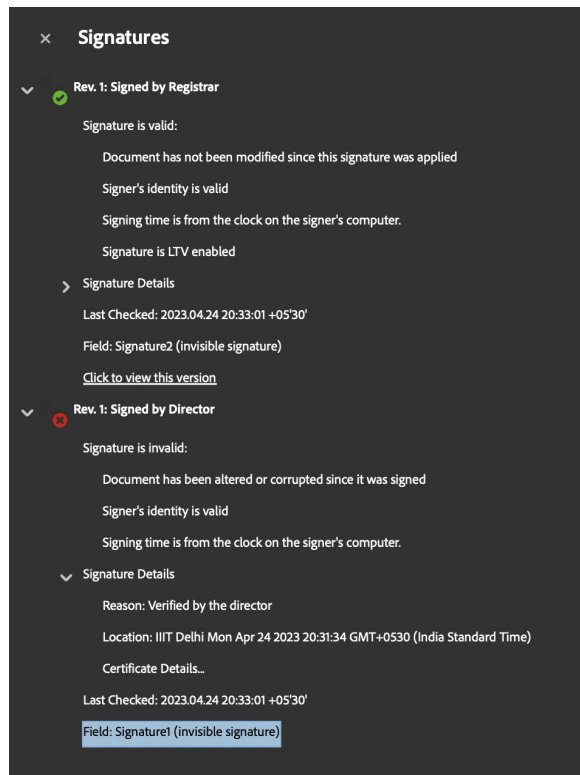 Signatures
Rev. 1: Signed by Registrar
Signature is valid:
Document has not been modified since this signature was applied
Signer's identity is valid
Signing time is from the clock on the signer's computer.
Signature is LTV enabled
Signature Details
Last Checked: 2023.04.24 20:33:01 +05'30'
Field: Signature2 (invisible signature)
Click to view this version
Rev. 1: Signed by Director
Signature is invalid:
Document has been altered or corrupted since it was signed
Signer's identity is valid
Signing time is from the clock on the signer's computer.
Signature Details
Reason: Verified by the director
Location: IIIT Delhi Mon Apr 24 2023 20:31:34 GMT+0530 (India Standard Time)
Certificate Details...
Last Checked: 2023.04.24 20:33:01 +05'30'
Field: Signature1 (invisible signature)